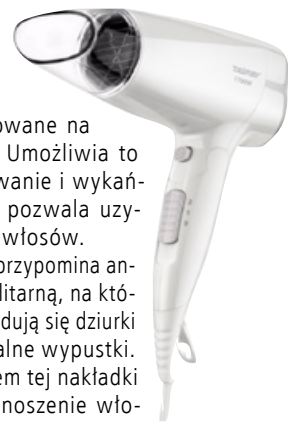 owane na
Umożliwia to
wanie i wykań-
pozwala uzy-
włosów.
przypomina an-
litarną, na któ-
dują się dziurki
alne wypustki.
em tej nakładki
noszenie wło-